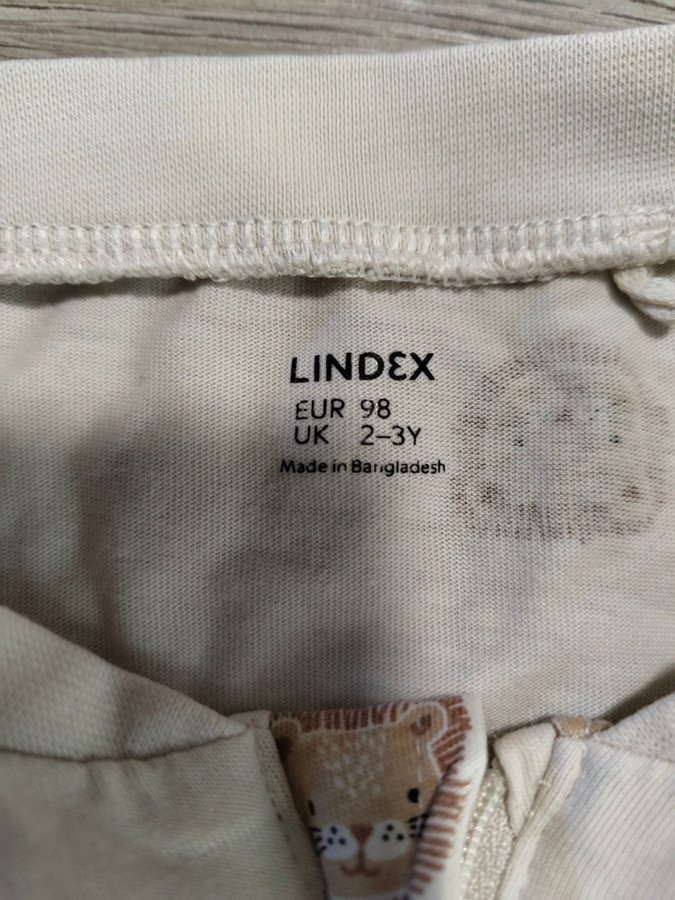 LINDEX
EUR 98
UK 2–3Y
Made in Bangladesh